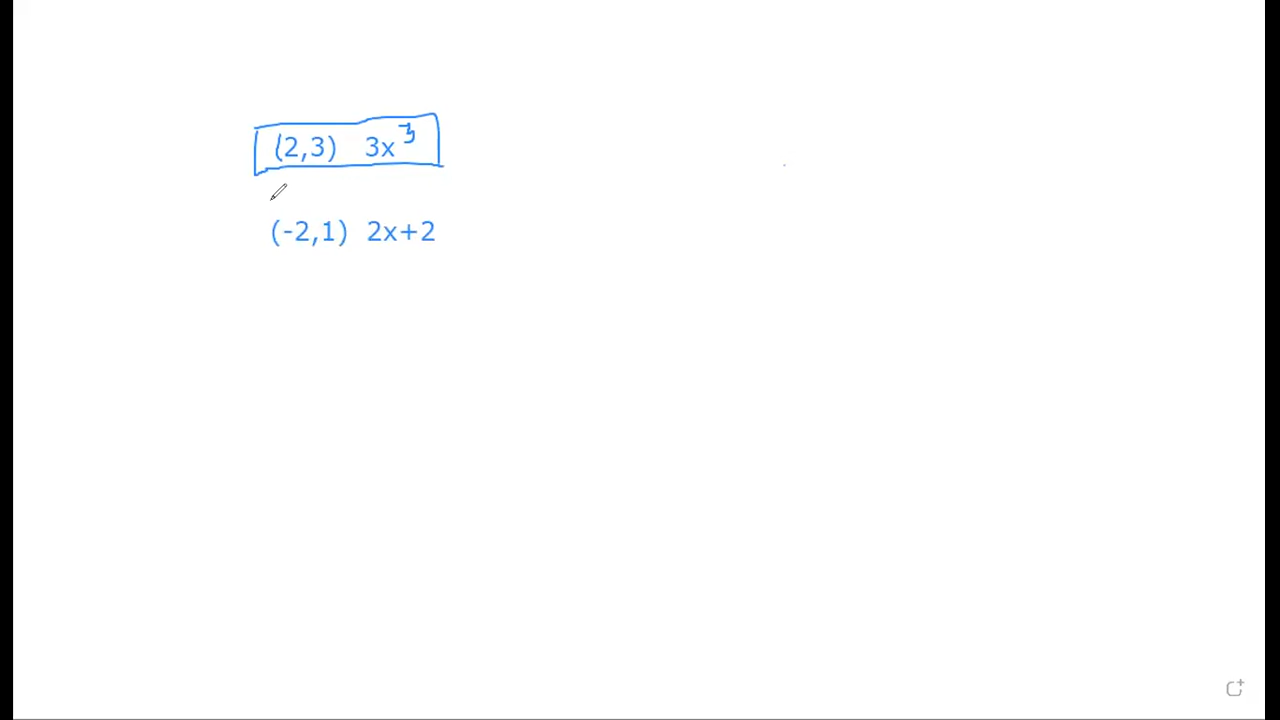 (2,3) 3x³
(-2,1) 2x+2